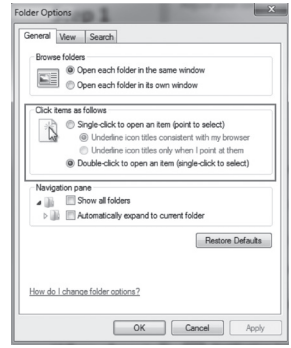 Folder Options
General View Search
Browse folders
Open each folder in the same window
Open each folder in its own window
Click items as follows
Single-click to open an item (point to select)
Underline icon titles consistent with my browser
Underline icon titles only when I point at them
Double-click to open an item (single-click to select)
Navigation pane
Show all folders
Automatically expand to current folder
Restore Defaults
How do I change folder options?
OK Cancel Apply